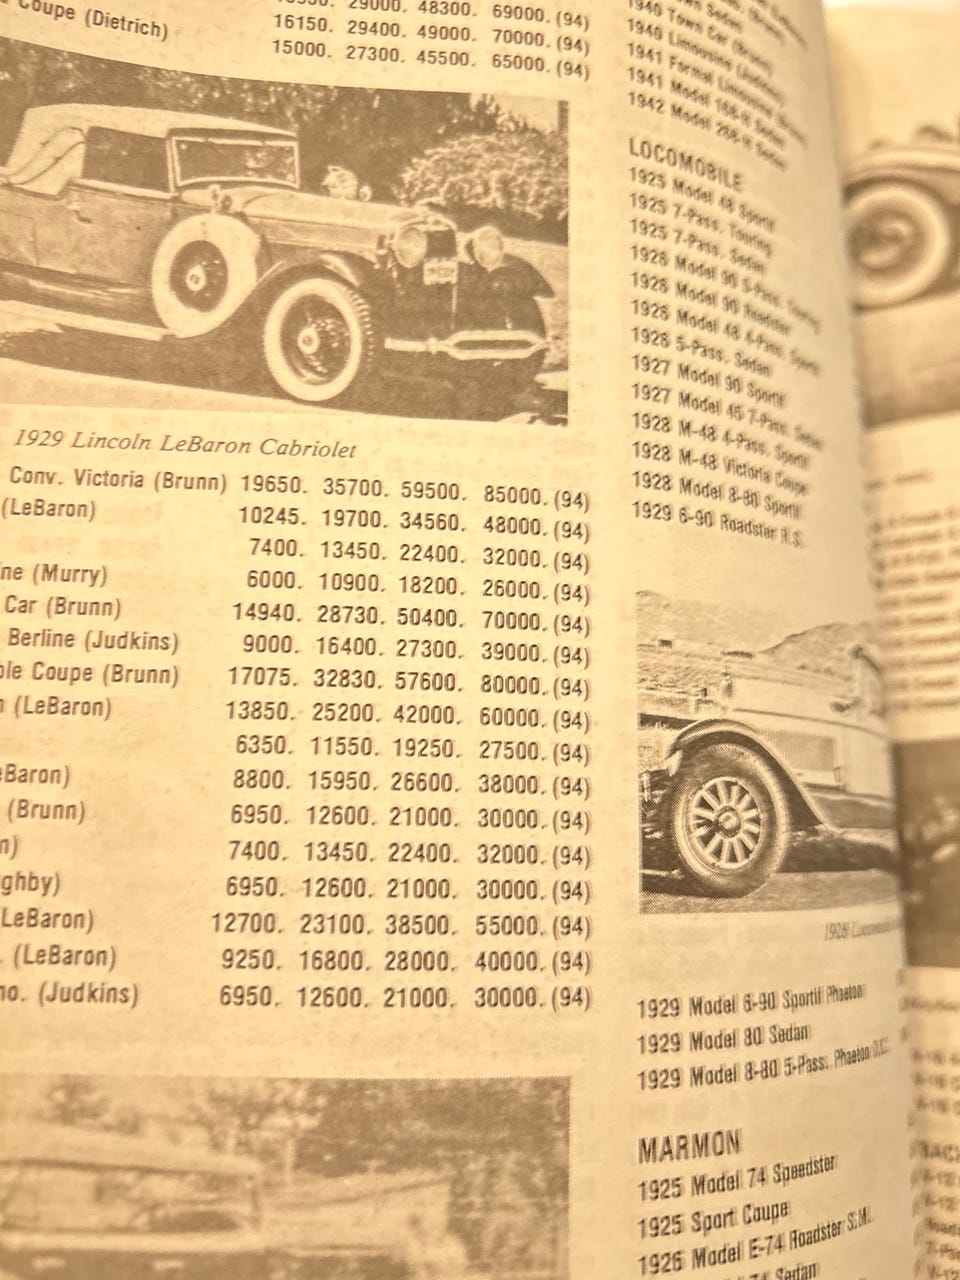 29000. 48300. 69000. (94)
Coupe (Dietrich) 16150. 29400. 49000. 70000. (94)
15000. 27300. 45500. 65000. (94)
1929 Lincoln LeBaron Cabriolet
Conv. Victoria (Brunn) 19650. 35700. 59500. 85000. (94)
(LeBaron) 10245. 19700. 34560. 48000. (94)
7400. 13450. 22400. 32000. (94)
ne (Murry) 6000. 10900. 18200. 26000. (94)
Car (Brunn) 14940. 28730. 50400. 70000. (94)
Berline (Judkins) 9000. 16400. 27300. 39000. (94)
ble Coupe (Brunn) 17075. 32830. 57600. 80000. (94)
n (LeBaron) 13850. 25200. 42000. 60000. (94)
6350. 11550. 19250. 27500. (94)
eBaron) 8800. 15950. 26600. 38000. (94)
(Brunn) 6950. 12600. 21000. 30000. (94)
n) 7400. 13450. 22400. 32000. (94)
ghby) 6950. 12600. 21000. 30000. (94)
LeBaron) 12700. 23100. 38500. 55000. (94)
. (LeBaron) 9250. 16800. 28000. 40000. (94)
mo. (Judkins) 6950. 12600. 21000. 30000. (94)
1940 Town Car (Brunn)
1940 Limousine (Judkins)
1941 Formal Limousine
1941 Model 168-H Sedan
1942 Model 268-H Sedan
LOCOMOBILE
1925 Model 48 Sportif
1925 7-Pass. Touring
1925 7-Pass. Sedan
1926 Model 90 5-Pass. Touring
1926 Model 90 Roadster
1926 Model 48 4-Pass. Sportif
1926 5-Pass. Sedan
1927 Model 90 Sportif
1927 Model 45 7-Pass. Sedan
1928 M-48 4-Pass. Sportif
1928 M-48 Victoria Coupe
1928 Model 8-80 Sportif
1929 6-90 Roadster R.S.
1926 Locomobile
1929 Model 6-90 Sportif Phaeton
1929 Model 80 Sedan
1929 Model 8-80 5-Pass. Phaeton D.C.
MARMON
1925 Model 74 Speedster
1925 Sport Coupe
1926 Model E-74 Roadster S.M.
74 Sedan